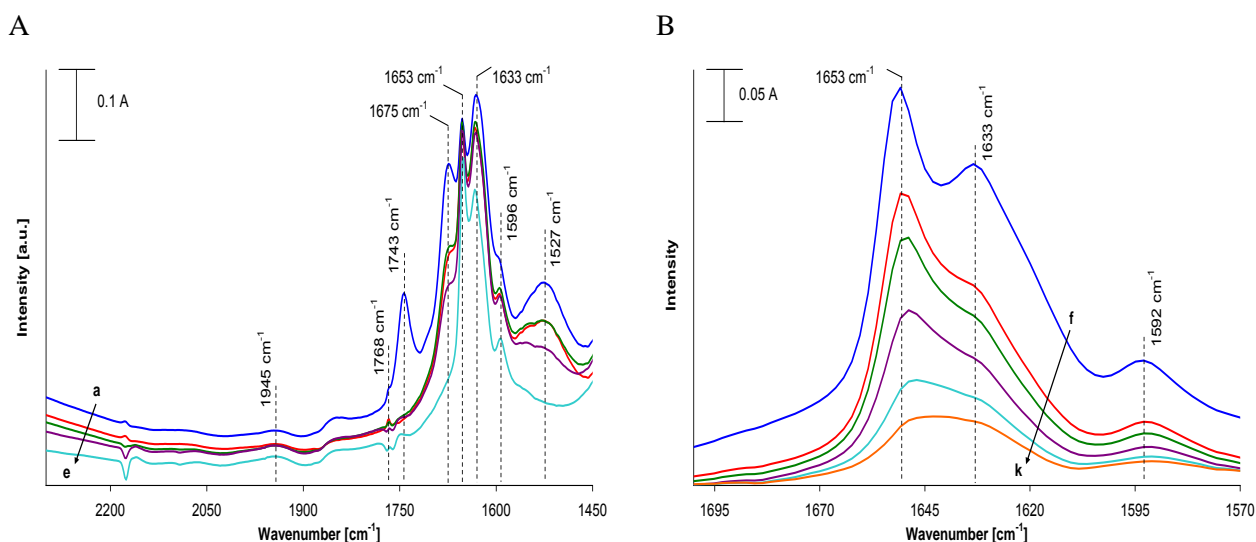 A
0.1 A
1653 cm⁻¹
1633 cm⁻¹
1675 cm⁻¹
1945 cm⁻¹
1768 cm⁻¹
1743 cm⁻¹
1596 cm⁻¹
1527 cm⁻¹
a
e
Intensity [a.u.]
2200 2050 1900 1750 1600 1450
Wavenumber [cm⁻¹]
B
0.05 A
1653 cm⁻¹
1633 cm⁻¹
1592 cm⁻¹
f
k
Intensity
1695 1670 1645 1620 1595 1570
Wavenumber [cm⁻¹]